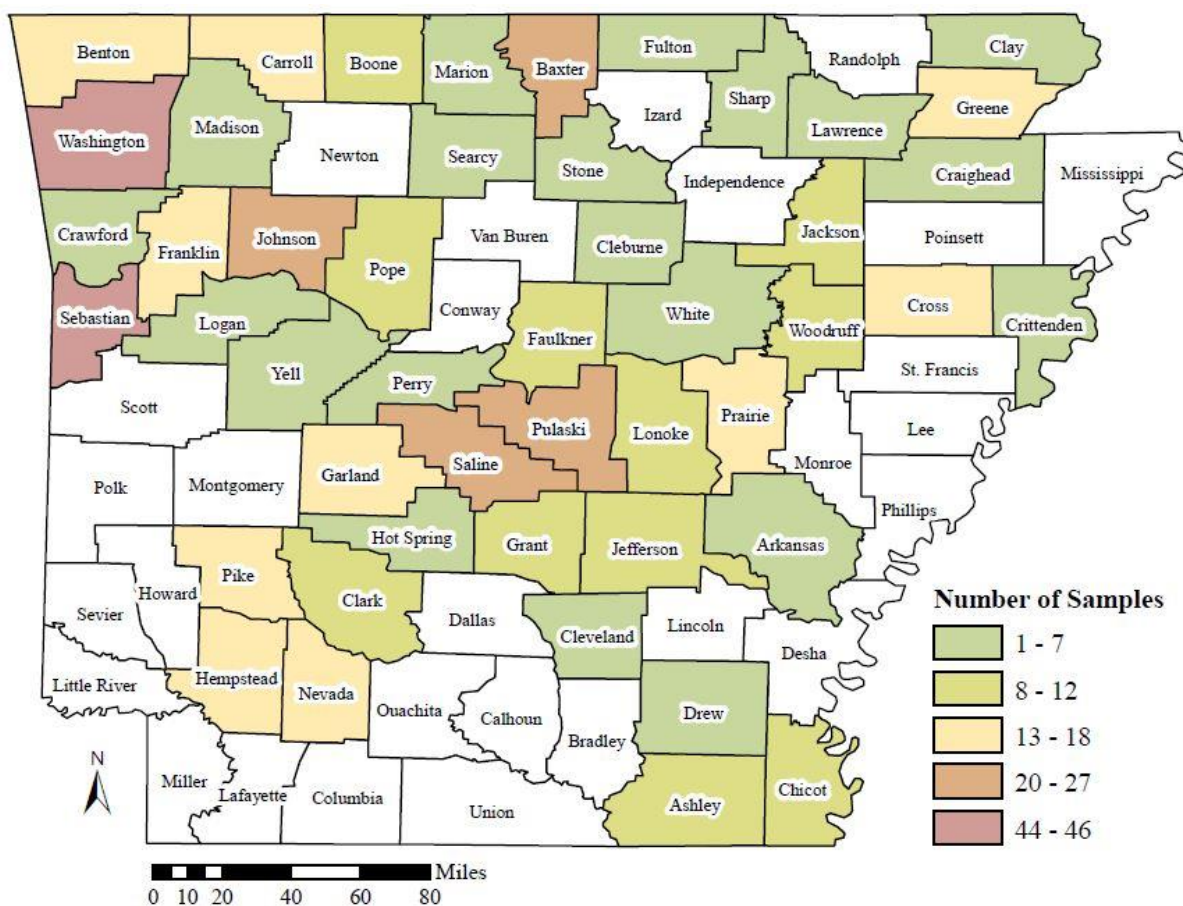 Benton
Carroll
Boone
Marion
Baxter
Fulton
Randolph
Clay
Washington
Madison
Newton
Searcy
Stone
Izard
Sharp
Lawrence
Greene
Independence
Craighead
Mississippi
Crawford
Franklin
Johnson
Pope
Van Buren
Cleburne
Jackson
Poinsett
Sebastian
Logan
Conway
Faulkner
White
Woodruff
Cross
Crittenden
Scott
Yell
Perry
Pulaski
Lonoke
Prairie
St. Francis
Lee
Monroe
Phillips
Polk
Montgomery
Garland
Saline
Hot Spring
Grant
Jefferson
Arkansas
Sevier
Howard
Pike
Clark
Dallas
Cleveland
Lincoln
Desha
Little River
Hempstead
Nevada
Ouachita
Calhoun
Bradley
Drew
Miller
Lafayette
Columbia
Union
Ashley
Chicot
Number of Samples
1 - 7
8 - 12
13 - 18
20 - 27
44 - 46
N
Miles
0 10 20 40 60 80